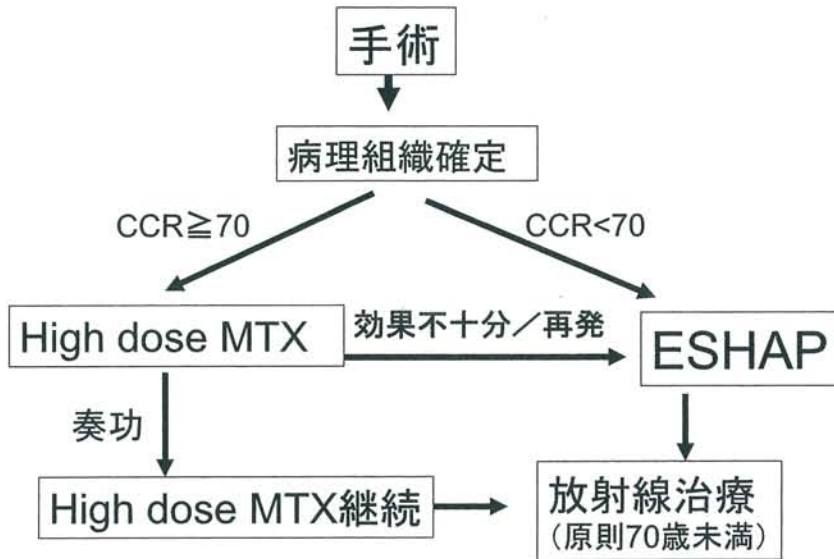 手術
病理組織確定
CCR≧70
CCR<70
High dose MTX
効果不十分／再発
ESHAP
奏功
High dose MTX継続
放射線治療
（原則70歳未満）